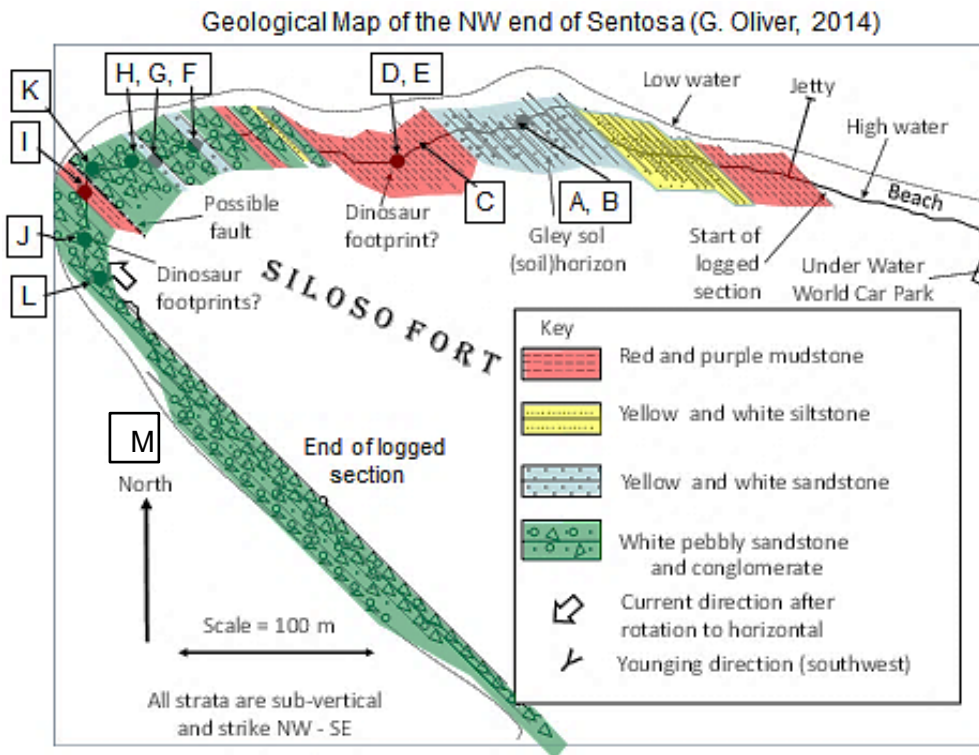 Geological Map of the NW end of Sentosa (G. Oliver, 2014)
K
H, G, F
D, E
Low water
Jetty
High water
I
Possible
fault
Dinosaur
footprint?
C
A, B
Beach
J
Gley sol
(soil)horizon
Start of
logged
section
Dinosaur
footprints?
Under Water
World Car Park
L
SILOSO FORT
Key
Red and purple mudstone
Yellow and white siltstone
M
End of logged
section
North
Yellow and white sandstone
White pebbly sandstone
and conglomerate
Scale = 100 m
Current direction after
rotation to horizontal
Younging direction (southwest)
All strata are sub-vertical
and strike NW - SE